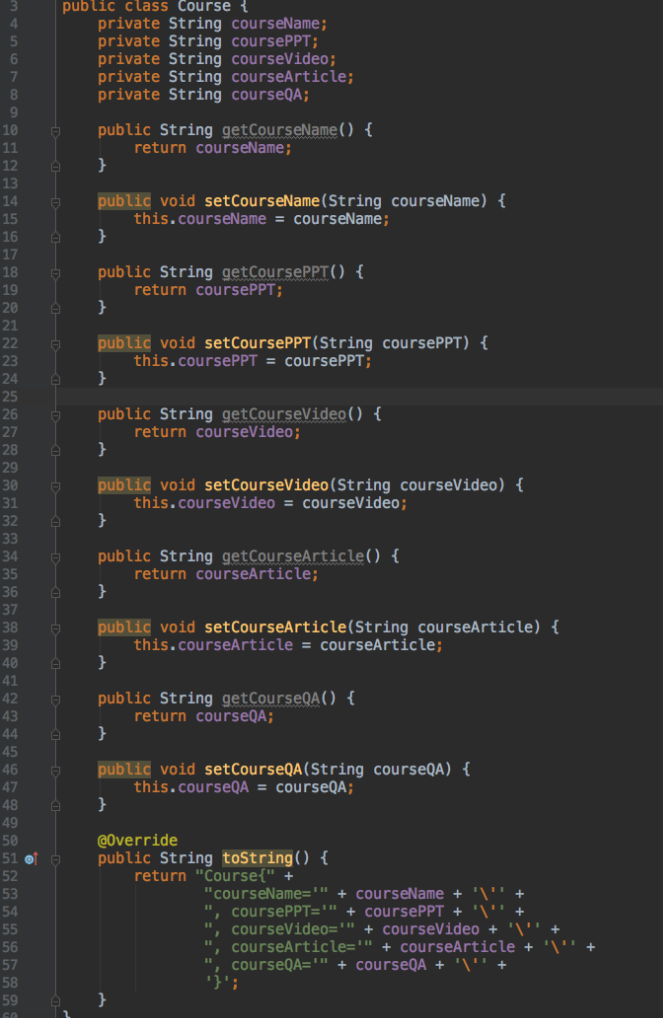 3 public class Course {
4     private String courseName;
5     private String coursePPT;
6     private String courseVideo;
7     private String courseArticle;
8     private String courseQA;
9
10     public String getCourseName() {
11         return courseName;
12     }
13
14     public void setCourseName(String courseName) {
15         this.courseName = courseName;
16     }
17
18     public String getCoursePPT() {
19         return coursePPT;
20     }
21
22     public void setCoursePPT(String coursePPT) {
23         this.coursePPT = coursePPT;
24     }
25
26     public String getCourseVideo() {
27         return courseVideo;
28     }
29
30     public void setCourseVideo(String courseVideo) {
31         this.courseVideo = courseVideo;
32     }
33
34     public String getCourseArticle() {
35         return courseArticle;
36     }
37
38     public void setCourseArticle(String courseArticle) {
39         this.courseArticle = courseArticle;
40     }
41
42     public String getCourseQA() {
43         return courseQA;
44     }
45
46     public void setCourseQA(String courseQA) {
47         this.courseQA = courseQA;
48     }
49
50     @Override
51     public String toString() {
52         return "Course{" +
53                 "courseName='" + courseName + '\'' +
54                 ", coursePPT='" + coursePPT + '\'' +
55                 ", courseVideo='" + courseVideo + '\'' +
56                 ", courseArticle='" + courseArticle + '\'' +
57                 ", courseQA='" + courseQA + '\'' +
58                 '}';
59     }
60 }